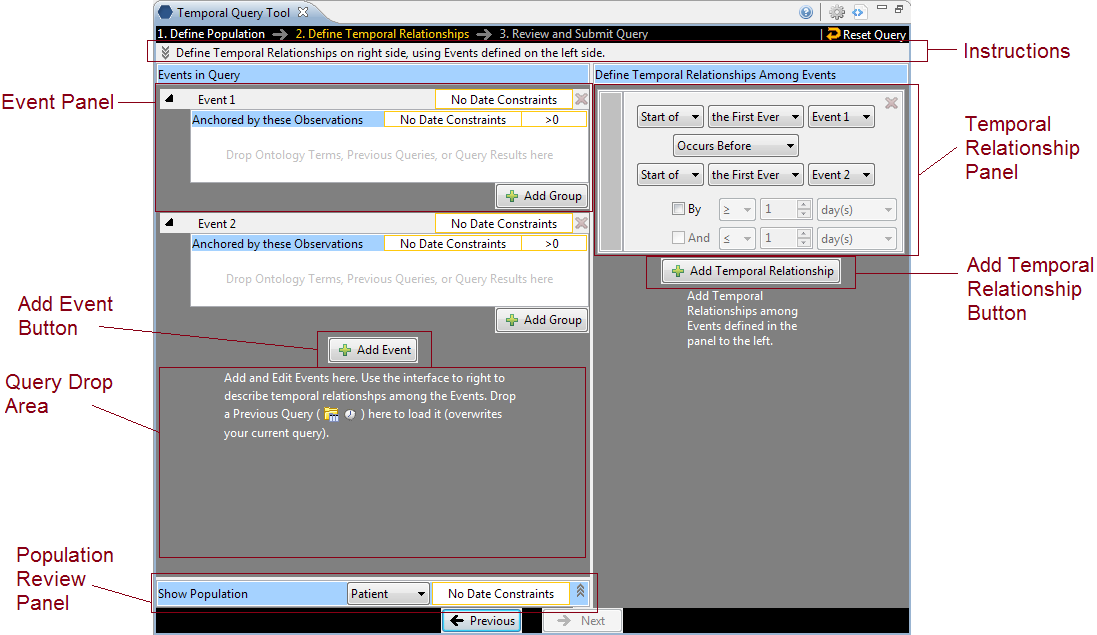 Temporal Query Tool
1. Define Population
2. Define Temporal Relationships
3. Review and Submit Query
Reset Query
Define Temporal Relationships on right side, using Events defined on the left side.
Instructions
Events in Query
Define Temporal Relationships Among Events
Event Panel
Event 1
No Date Constraints
Anchored by these Observations
No Date Constraints
>0
Drop Ontology Terms, Previous Queries, or Query Results here
Add Group
Event 2
No Date Constraints
Anchored by these Observations
No Date Constraints
>0
Drop Ontology Terms, Previous Queries, or Query Results here
Add Group
Add Event
Button
Add Event
Query Drop
Area
Add and Edit Events here. Use the interface to right to
describe temporal relationshps among the Events. Drop
a Previous Query ( ) here to load it (overwrites
your current query).
Start of
the First Ever
Event 1
Occurs Before
Start of
the First Ever
Event 2
By
≥
1
day(s)
And
≤
1
day(s)
Temporal
Relationship
Panel
Add Temporal Relationship
Add Temporal
Relationships among
Events defined in the
panel to the left.
Add Temporal
Relationship
Button
Population
Review
Panel
Show Population
Patient
No Date Constraints
Previous
Next